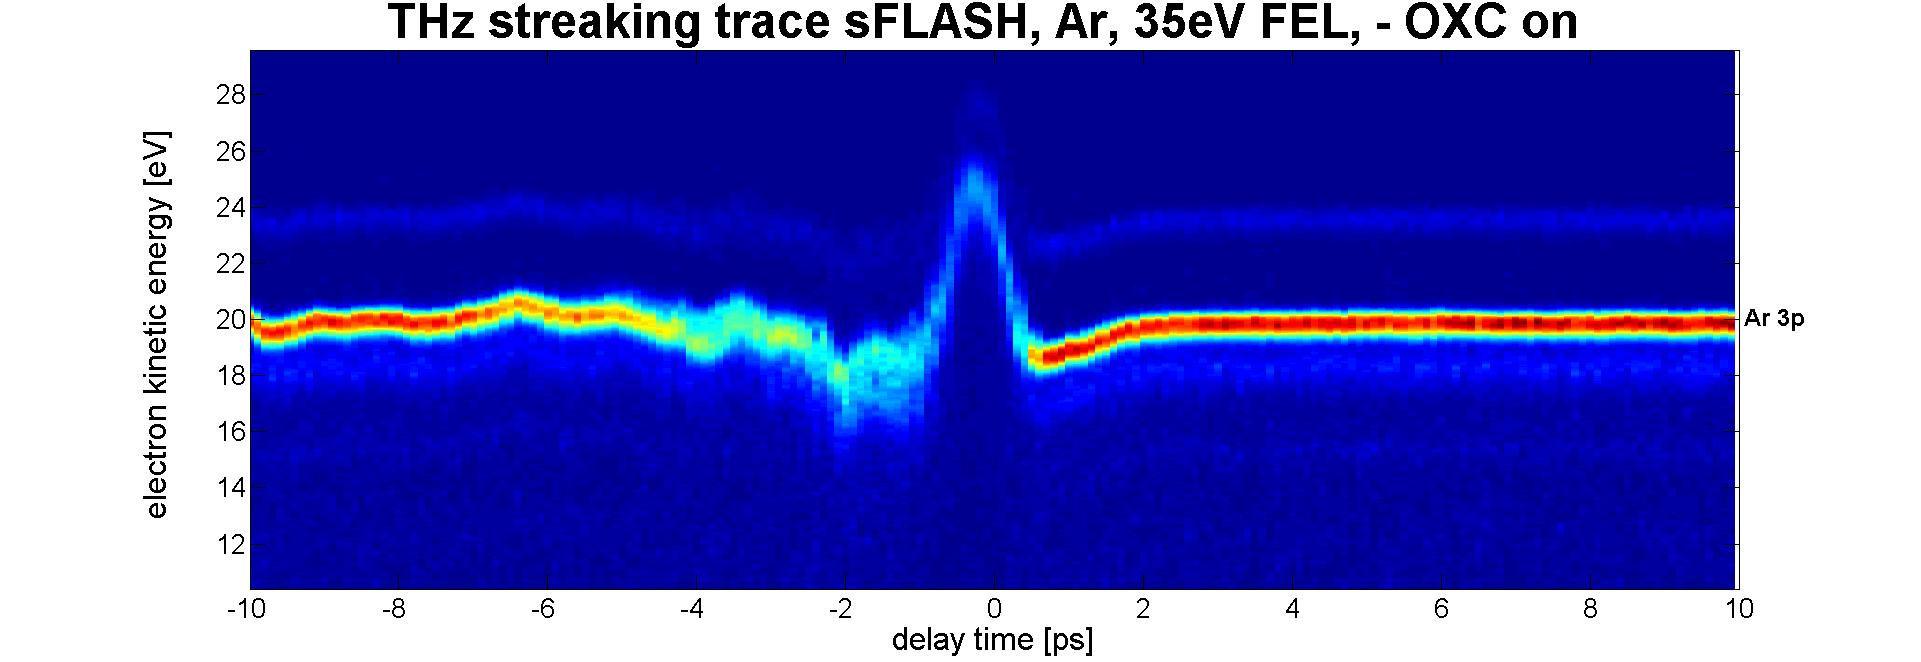 THz streaking trace sFLASH, Ar, 35eV FEL, - OXC on
electron kinetic energy [eV]
28
26
24
22
20
18
16
14
12
Ar 3p
-10 -8 -6 -4 -2 0 2 4 6 8 10
delay time [ps]